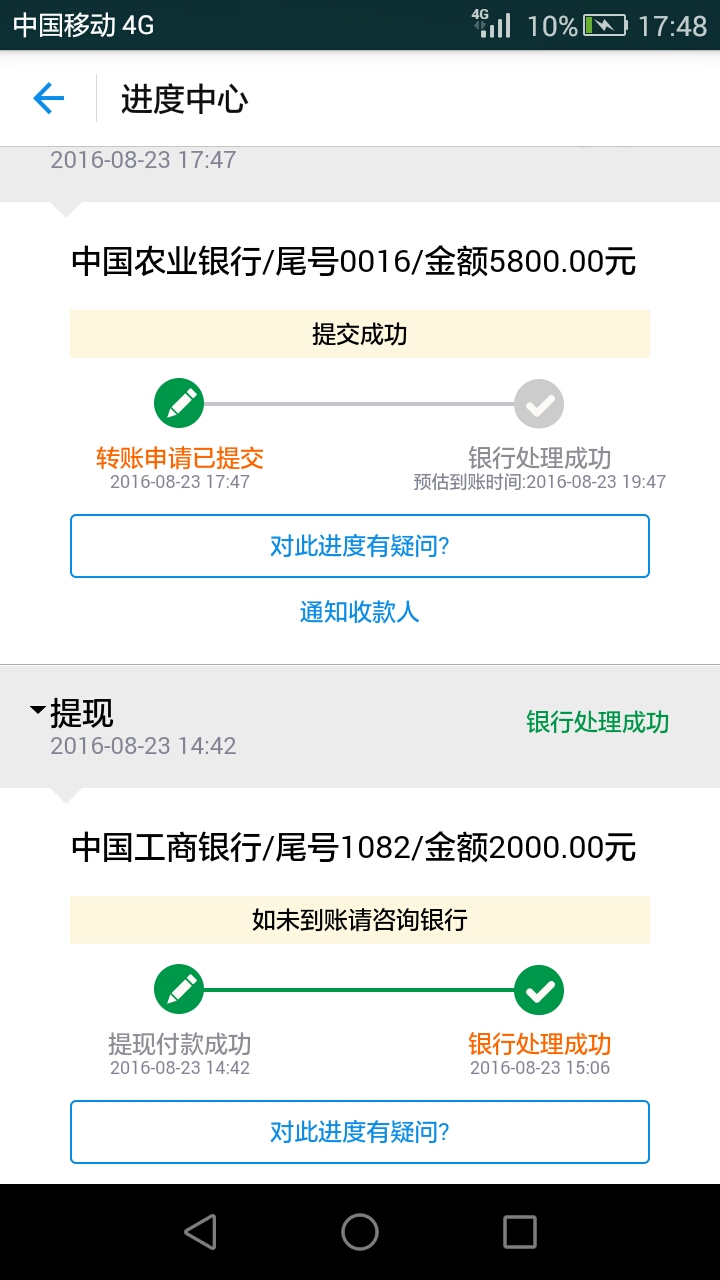 中国移动 4G
4G
10%
17:48
进度中心
2016-08-23 17:47
中国农业银行/尾号0016/金额5800.00元
提交成功
转账申请已提交
银行处理成功
2016-08-23 17:47
预估到账时间:2016-08-23 19:47
对此进度有疑问?
通知收款人
提现
银行处理成功
2016-08-23 14:42
中国工商银行/尾号1082/金额2000.00元
如未到账请咨询银行
提现付款成功
银行处理成功
2016-08-23 14:42
2016-08-23 15:06
对此进度有疑问?